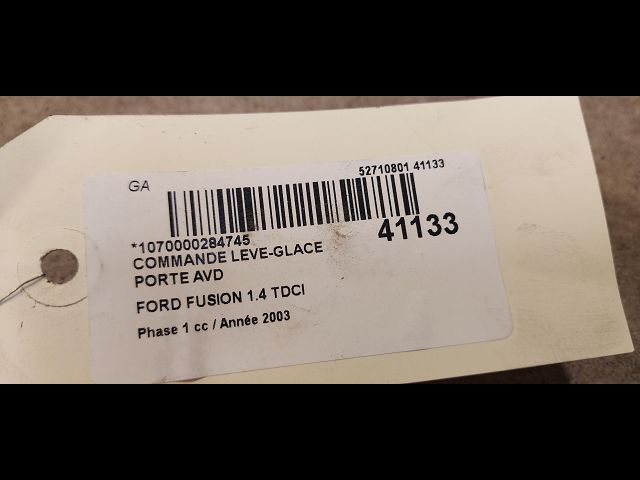 GA
52710801 41133
*1070000284745
41133
COMMANDE LEVE-GLACE
PORTE AVD
FORD FUSION 1.4 TDCI
Phase 1 cc / Année 2003